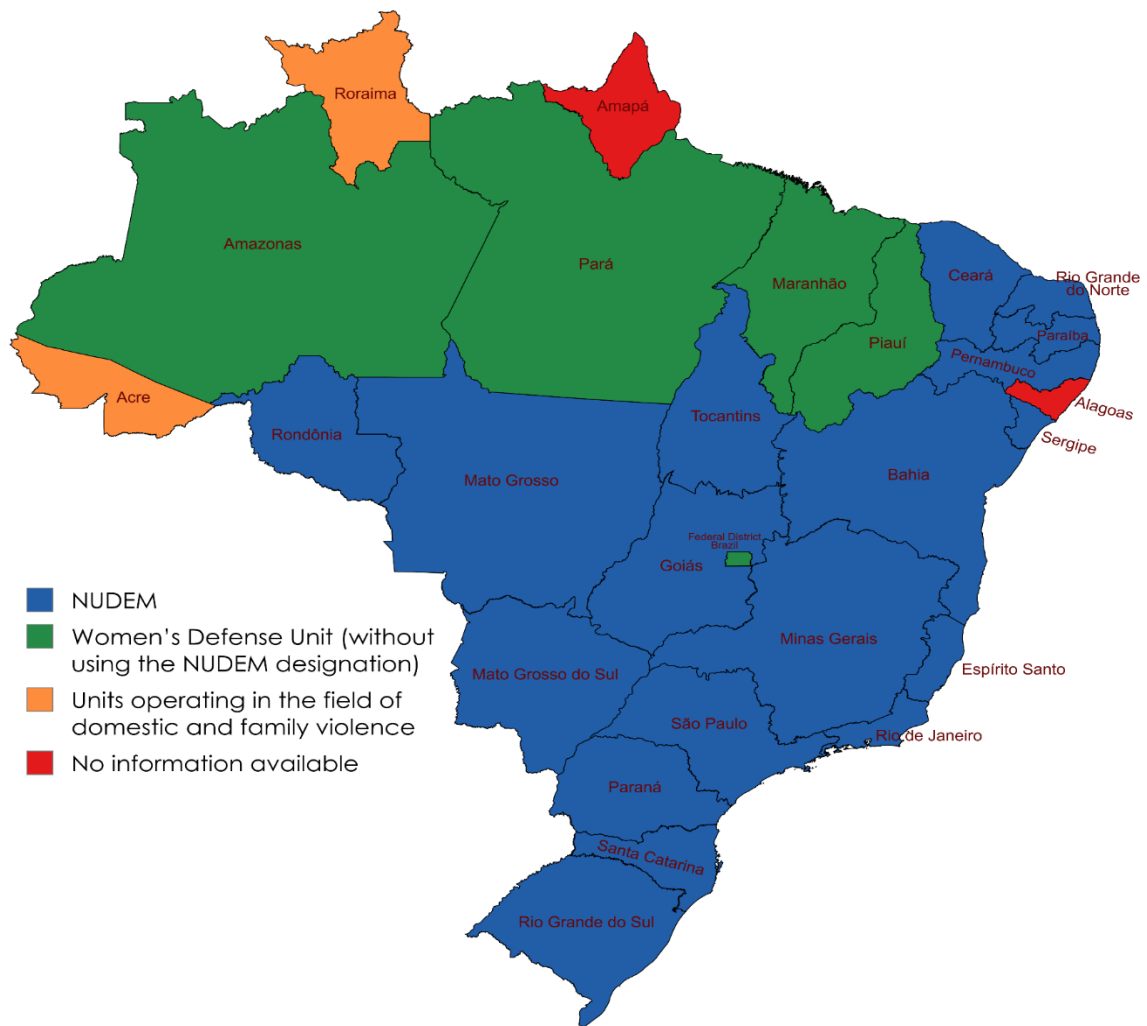 Roraima
Amapá
Amazonas
Pará
Maranhão
Ceará
Rio Grande
do Norte
Paraíba
Piauí
Pernambuco
Acre
Alagoas
Tocantins
Rondônia
Sergipe
Bahia
Mato Grosso
Federal District
Brazil
Goiás
NUDEM
Women's Defense Unit (without
using the NUDEM designation)
Units operating in the field of
domestic and family violence
No information available
Minas Gerais
Mato Grosso do Sul
Espírito Santo
São Paulo
Rio de Janeiro
Paraná
Santa Catarina
Rio Grande do Sul